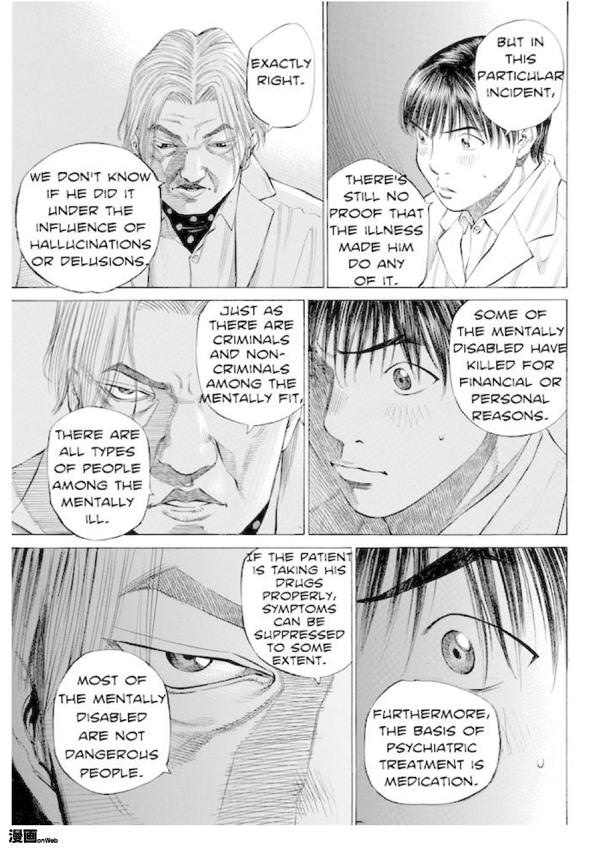 BUT IN
THIS
PARTICULAR
INCIDENT,
THERE'S
STILL NO
PROOF THAT
THE ILLNESS
MADE HIM
DO ANY
OF IT.
EXACTLY
RIGHT.
WE DON'T KNOW
IF HE DID IT
UNDER THE
INFLUENCE OF
HALLUCINATIONS
OR DELUSIONS.
SOME OF
THE MENTALLY
DISABLED HAVE
KILLED FOR
FINANCIAL OR
PERSONAL
REASONS.
JUST AS
THERE ARE
CRIMINALS
AND NON-
CRIMINALS
AMONG THE
MENTALLY FIT,
THERE ARE
ALL TYPES
OF PEOPLE
AMONG THE
MENTALLY
ILL.
FURTHERMORE,
THE BASIS OF
PSYCHIATRIC
TREATMENT IS
MEDICATION.
IF THE PATIENT
IS TAKING HIS
DRUGS
PROPERLY,
SYMPTOMS
CAN BE
SUPPRESSED
TO SOME
EXTENT.
MOST OF
THE MENTALLY
DISABLED
ARE NOT
DANGEROUS
PEOPLE.
漫画onWeb